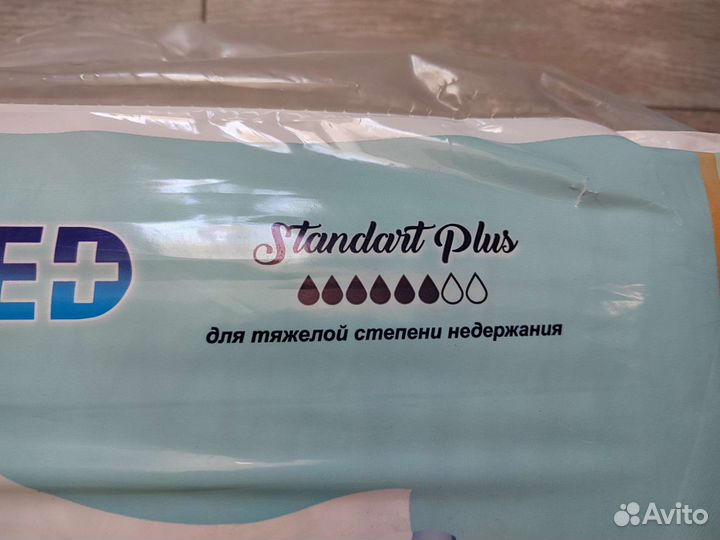 Standart Plus
ED
для тяжелой степени недержания
Avito